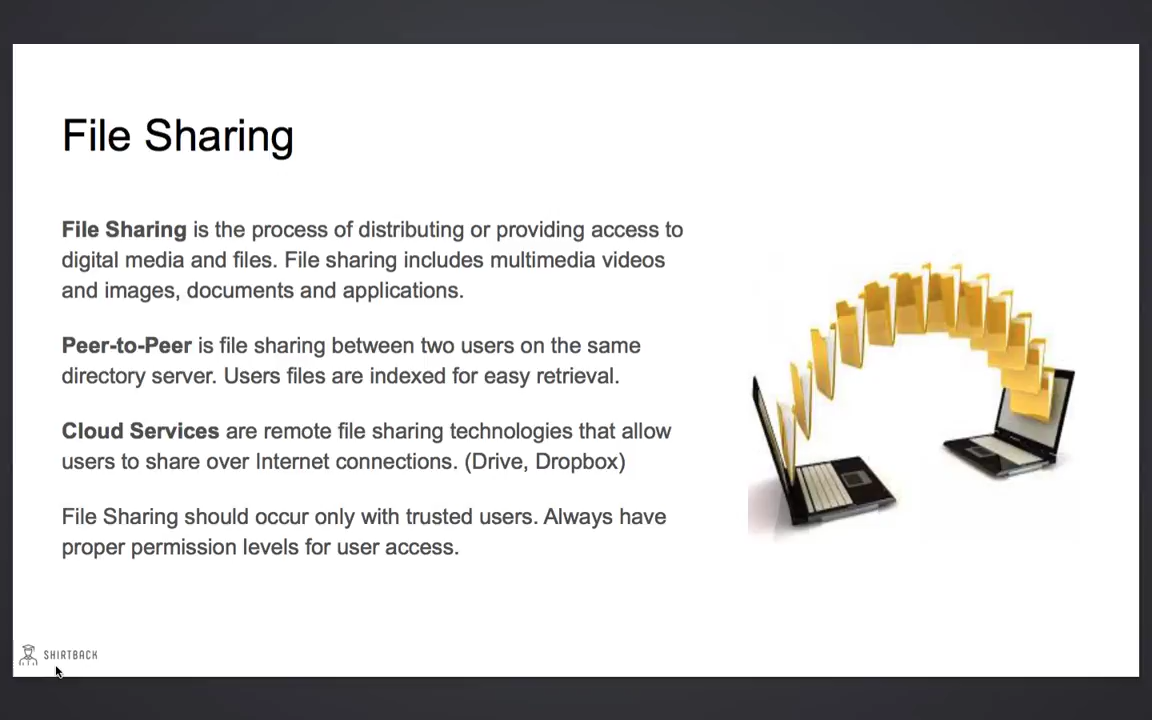 File Sharing
File Sharing is the process of distributing or providing access to
digital media and files. File sharing includes multimedia videos
and images, documents and applications.
Peer-to-Peer is file sharing between two users on the same
directory server. Users files are indexed for easy retrieval.
Cloud Services are remote file sharing technologies that allow
users to share over Internet connections. (Drive, Dropbox)
File Sharing should occur only with trusted users. Always have
proper permission levels for user access.
SHIRTBACK